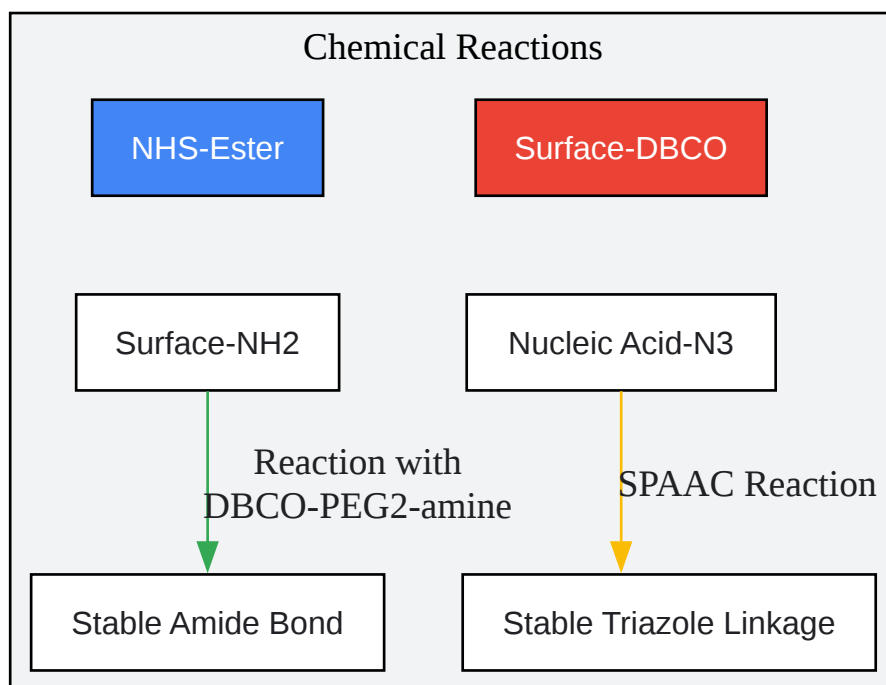 Chemical Reactions
NHS-Ester
Surface-DBCO
Surface-NH2
Nucleic Acid-N3
Reaction with
DBCO-PEG2-amine
SPAAC Reaction
Stable Amide Bond
Stable Triazole Linkage